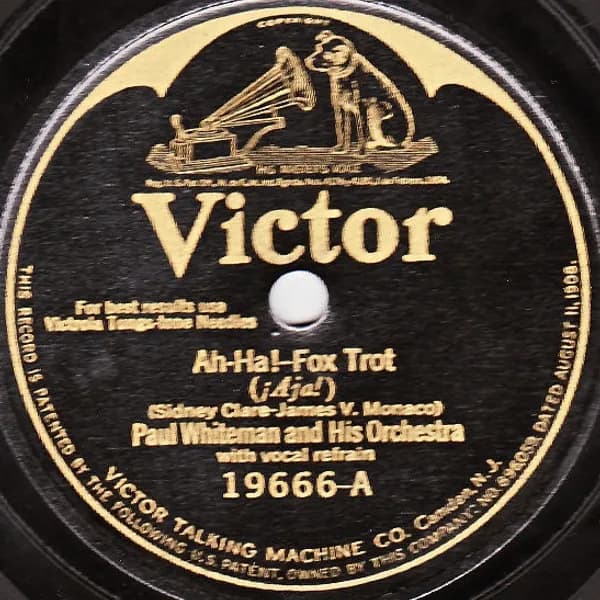 COPYRIGHT
HIS MASTER'S VOICE
Victor
For best results use
Victrola Tungs-tone Needles
Ah-Ha!-Fox Trot
(¡Aja!)
(Sidney Clare-James V. Monaco)
Paul Whiteman and His Orchestra
with vocal refrain
19666-A
VICTOR TALKING MACHINE CO. Camden, N. J.
THIS RECORD IS PATENTED BY THE FOLLOWING U.S. PATENT, OWNED BY THIS COMPANY: NO. 896059, DATED AUGUST 11, 1908.